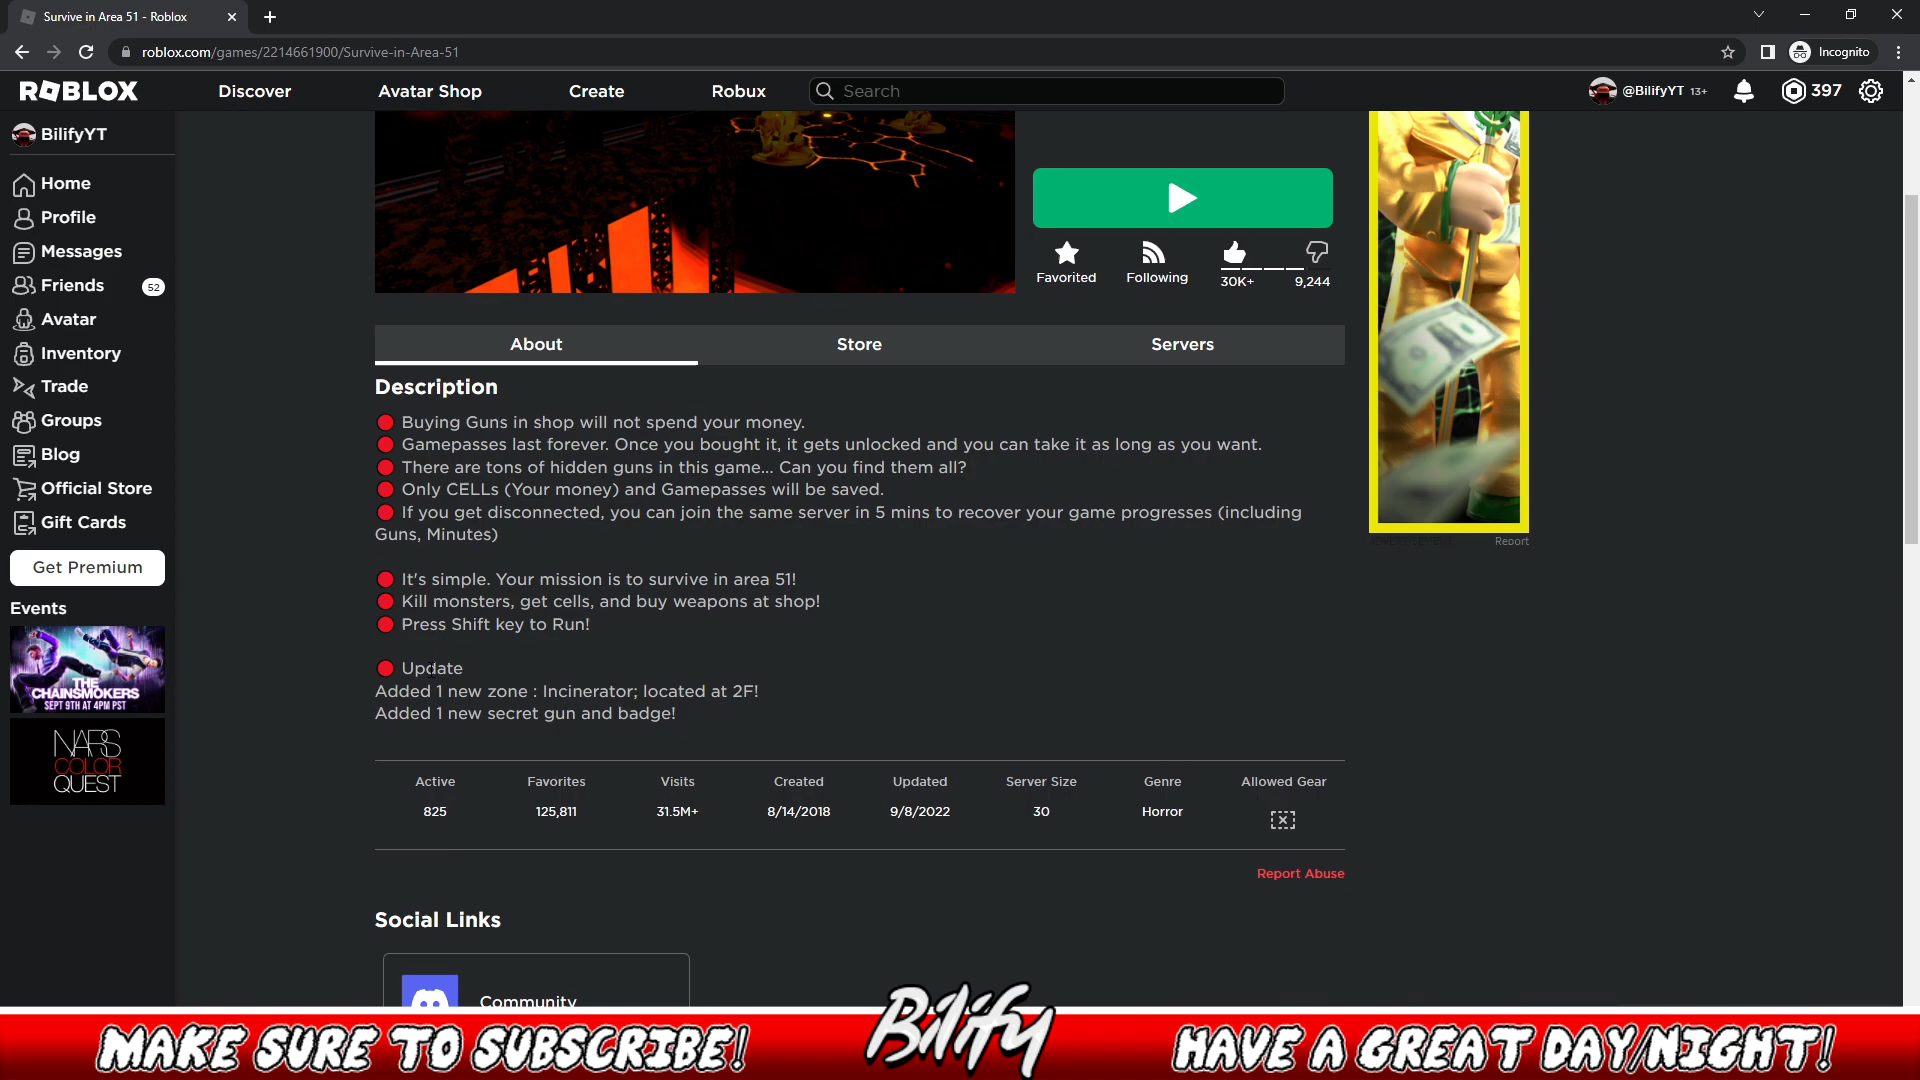 Survive in Area 51 - Roblox
roblox.com/games/2214661900/Survive-in-Area-51
Incognito
ROBLOX
Discover
Avatar Shop
Create
Robux
Search
@BilifyYT 13+
397
BilifyYT
Home
Profile
Messages
Friends
52
Avatar
Inventory
Trade
Groups
Blog
Official Store
Gift Cards
Get Premium
Events
THE
CHAINSMOKERS
SEPT 9TH AT 4PM PST
NARS
COLOR
QUEST
Favorited
Following
30K+
9,244
About
Store
Servers
Description
Buying Guns in shop will not spend your money.
Gamepasses last forever. Once you bought it, it gets unlocked and you can take it as long as you want.
There are tons of hidden guns in this game... Can you find them all?
Only CELLs (Your money) and Gamepasses will be saved.
If you get disconnected, you can join the same server in 5 mins to recover your game progresses (including
Guns, Minutes)
It's simple. Your mission is to survive in area 51!
Kill monsters, get cells, and buy weapons at shop!
Press Shift key to Run!
Update
Added 1 new zone : Incinerator; located at 2F!
Added 1 new secret gun and badge!
Active
Favorites
Visits
Created
Updated
Server Size
Genre
Allowed Gear
825
125,811
31.5M+
8/14/2018
9/8/2022
30
Horror
Report Abuse
Report
Social Links
Community
MAKE SURE TO SUBSCRIBE!
Bilify
HAVE A GREAT DAY/NIGHT!